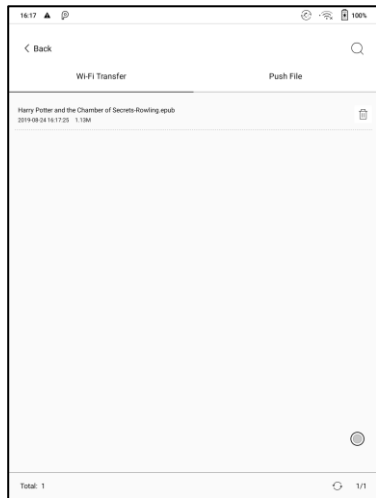 16:17 100%
Back
Wi-Fi Transfer Push File
Harry Potter and the Chamber of Secrets-Rowling.epub
2019-08-24 16:17:25 1.13M
Total: 1 1/1